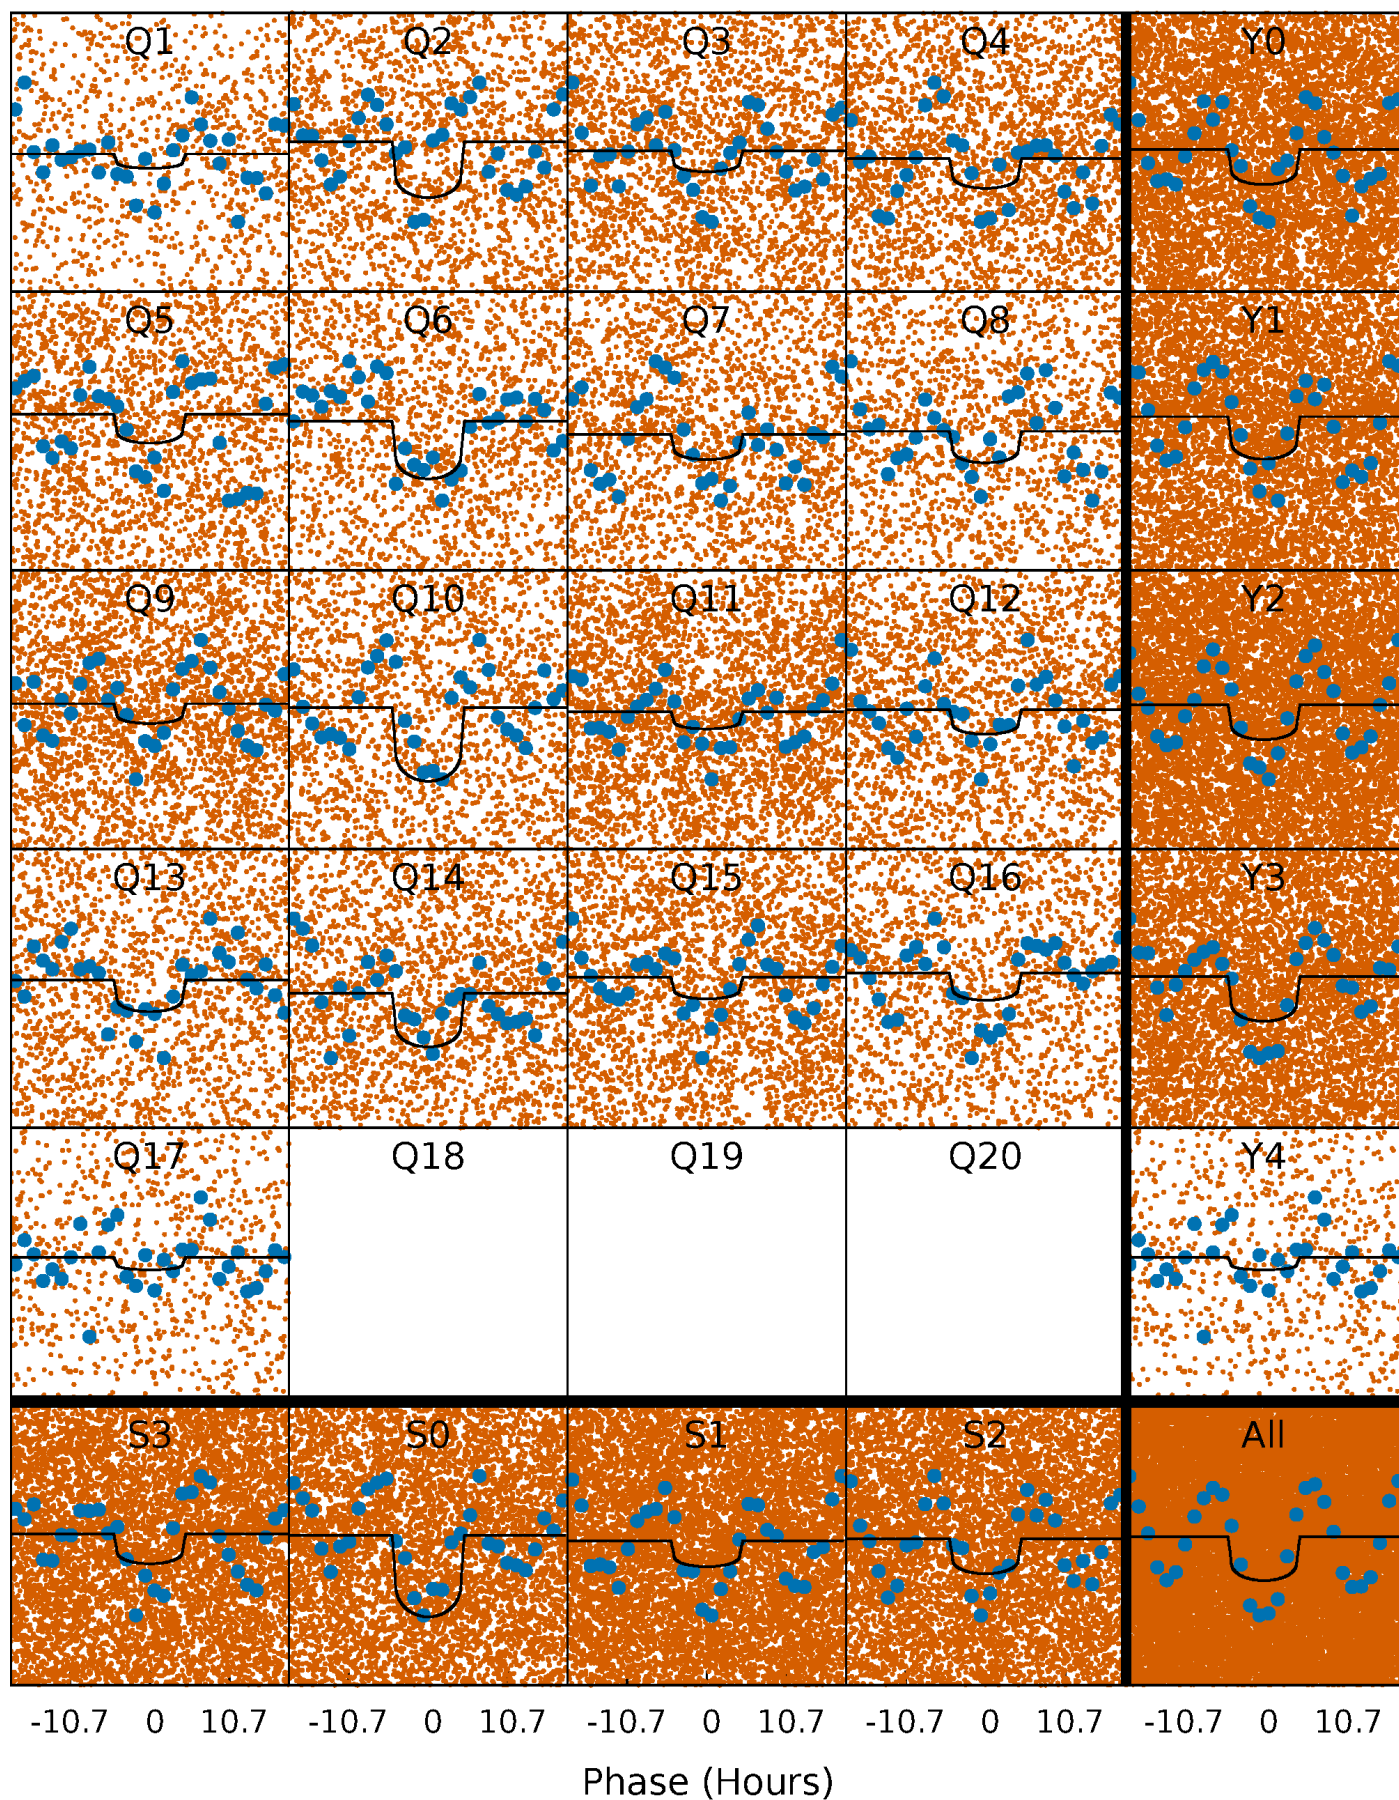 Q1 Q2 Q3 Q4 Y0
Q5 Q6 Q7 Q8 Y1
Q9 Q10 Q11 Q12 Y2
Q13 Q14 Q15 Q16 Y3
Q17 Q18 Q19 Q20 Y4
S3 S0 S1 S2 All
-10.7 0 10.7 -10.7 0 10.7 -10.7 0 10.7 -10.7 0 10.7 -10.7 0 10.7
Phase (Hours)